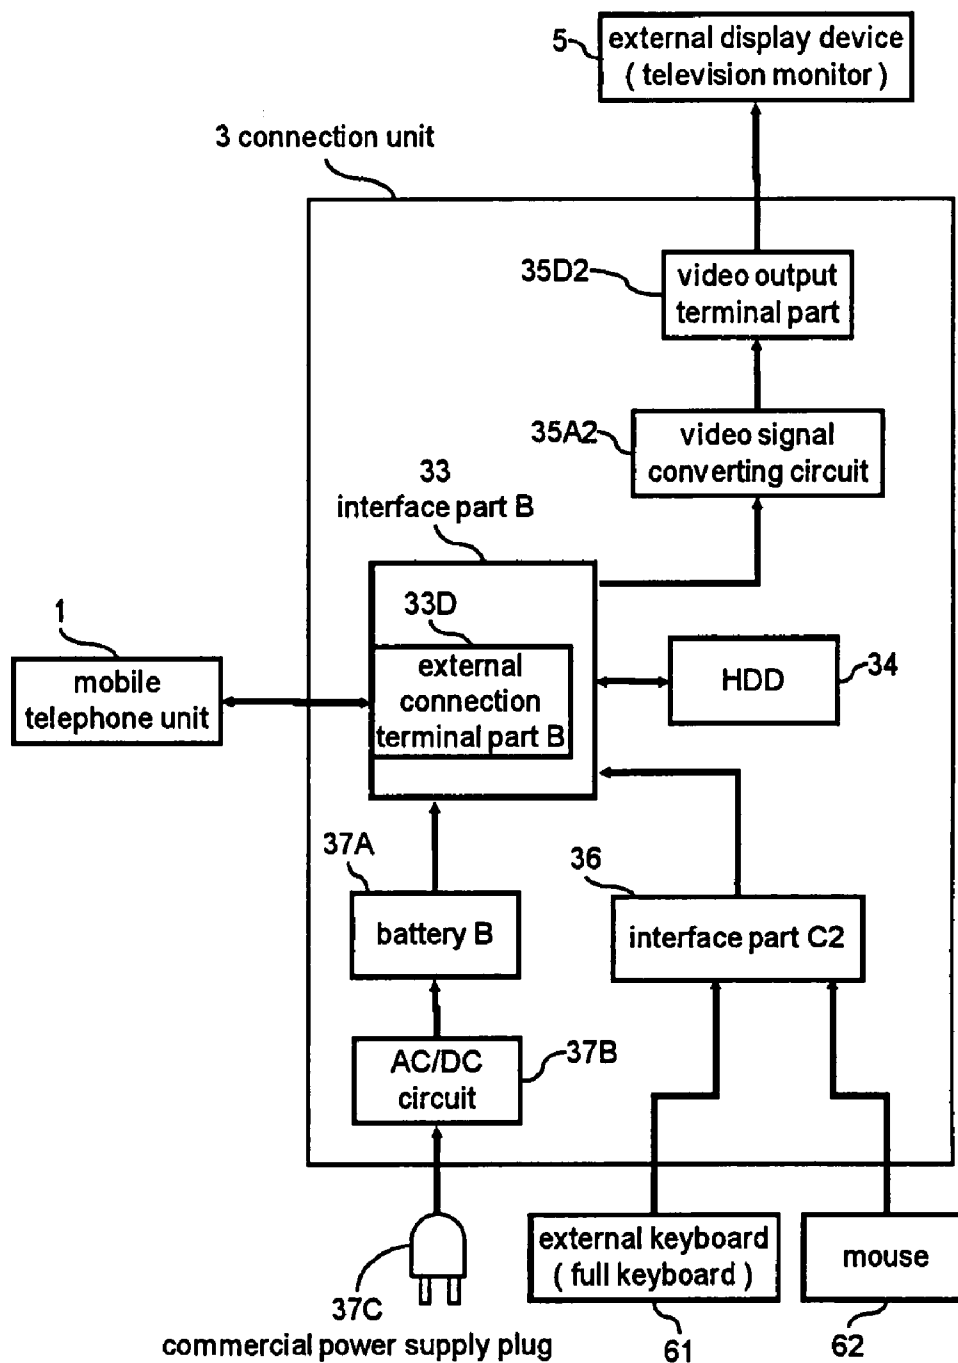 5
external display device
( television monitor )
3 connection unit
35D2
video output
terminal part
35A2
video signal
converting circuit
33
interface part B
33D
external
connection
terminal part B
1
mobile
telephone unit
HDD
34
37A
battery B
36
interface part C2
AC/DC
circuit
37B
37C
commercial power supply plug
external keyboard
( full keyboard )
61
mouse
62